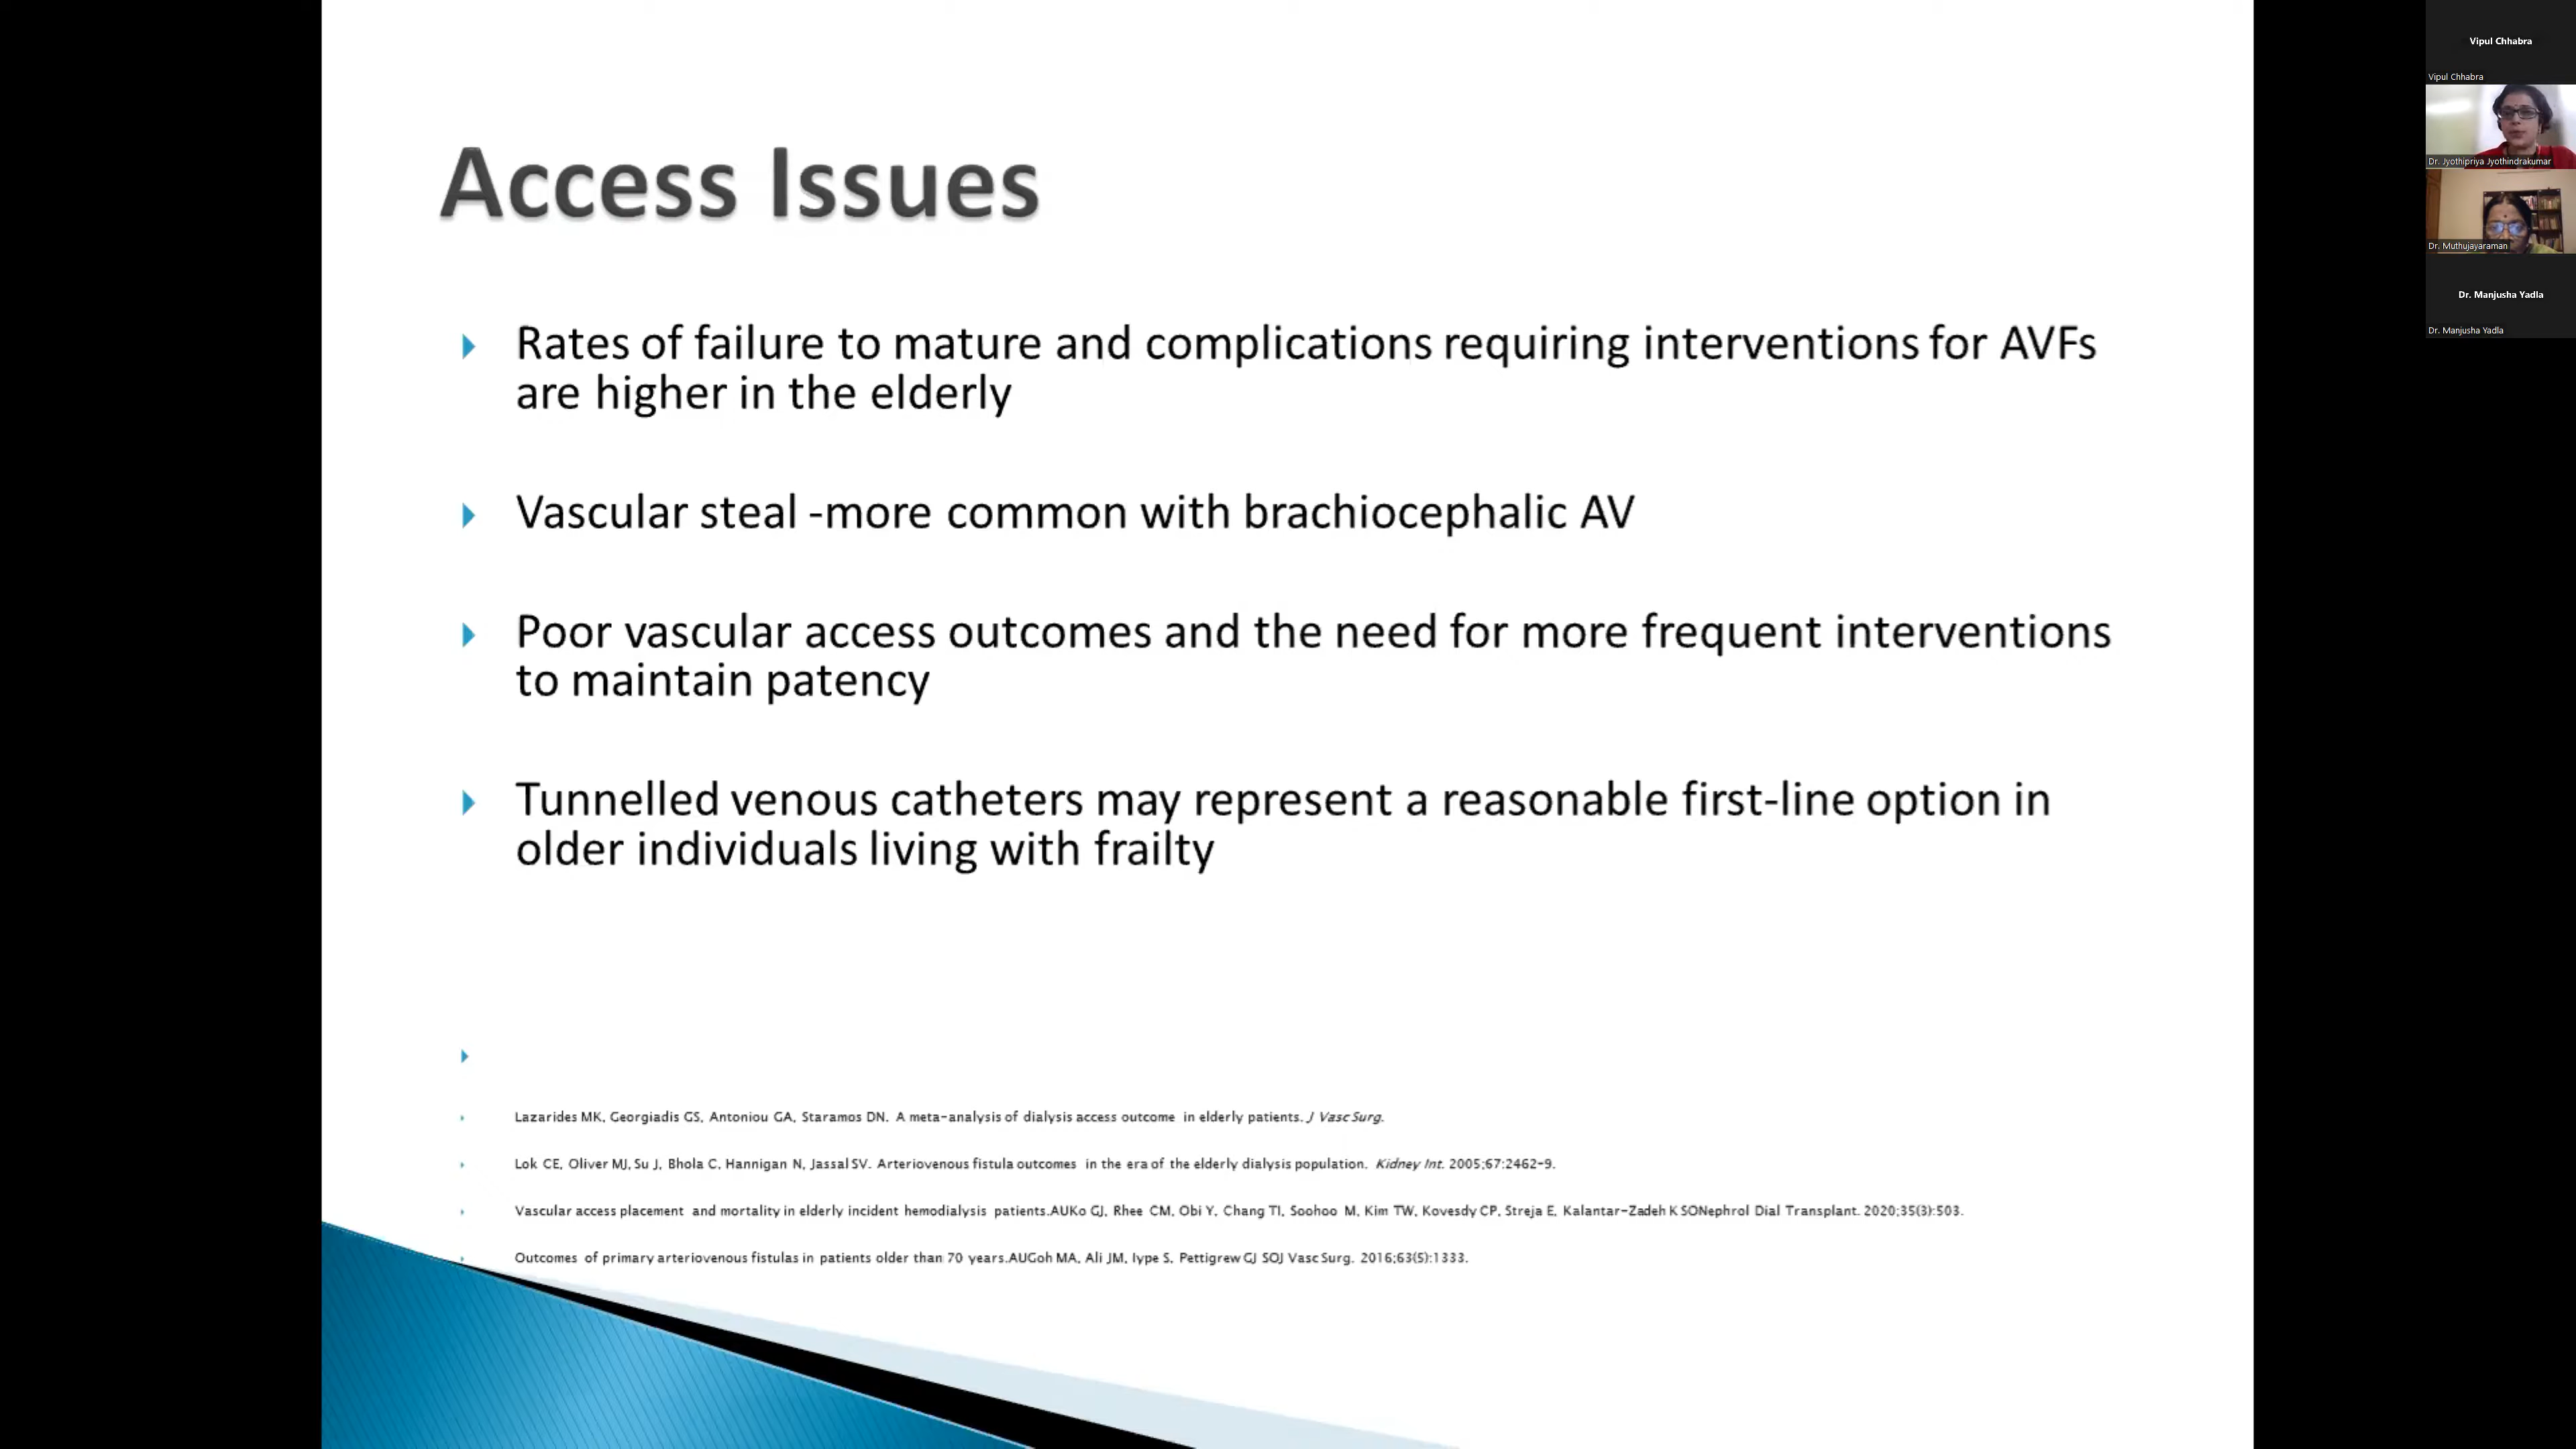 Access Issues
Rates of failure to mature and complications requiring interventions for AVFs
are higher in the elderly
Vascular steal -more common with brachiocephalic AV
Poor vascular access outcomes and the need for more frequent interventions
to maintain patency
Tunnelled venous catheters may represent a reasonable first-line option in
older individuals living with frailty
Lazarides MK, Georgiadis GS, Antoniou GA, Staramos DN. A meta-analysis of dialysis access outcome in elderly patients. J Vasc Surg.
Lok CE, Oliver MJ, Su J, Bhola C, Hannigan N, Jassal SV. Arteriovenous fistula outcomes in the era of the elderly dialysis population. Kidney Int. 2005;67:2462-9.
Vascular access placement and mortality in elderly incident hemodialysis patients.AUKo GJ, Rhee CM, Obi Y, Chang TI, Soohoo M, Kim TW, Kovesdy CP, Streja E, Kalantar-Zadeh K SONephrol Dial Transplant. 2020;35(3):503.
Outcomes of primary arteriovenous fistulas in patients older than 70 years.AUGoh MA, Ali JM, Iype S, Pettigrew GJ SOJ Vasc Surg. 2016;63(5):1333.
Vipul Chhabra
Vipul Chhabra
Dr. Jyothipriya Jyothindrakumar
Dr. Muthujayaraman
Dr. Manjusha Yadla
Dr. Manjusha Yadla